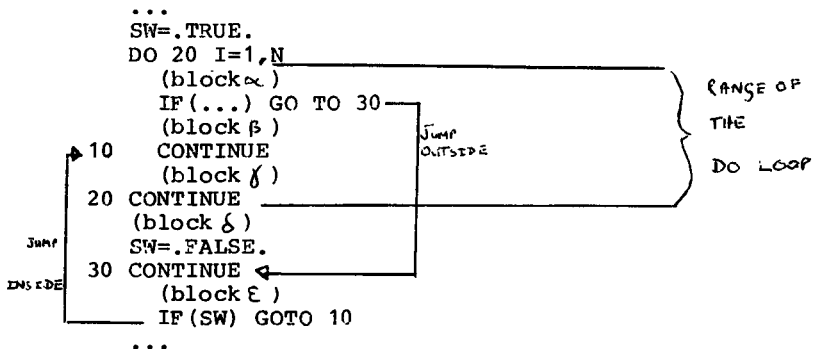 ...
SW=.TRUE.
DO 20 I=1,N
(block α)
IF(...) GO TO 30
(block β)
10 CONTINUE
(block γ)
20 CONTINUE
(block δ)
SW=.FALSE.
30 CONTINUE
(block ε)
IF(SW) GOTO 10
...
JUMP
OUTSIDE
RANGE OF
THE
DO LOOP
JUMP
INSIDE